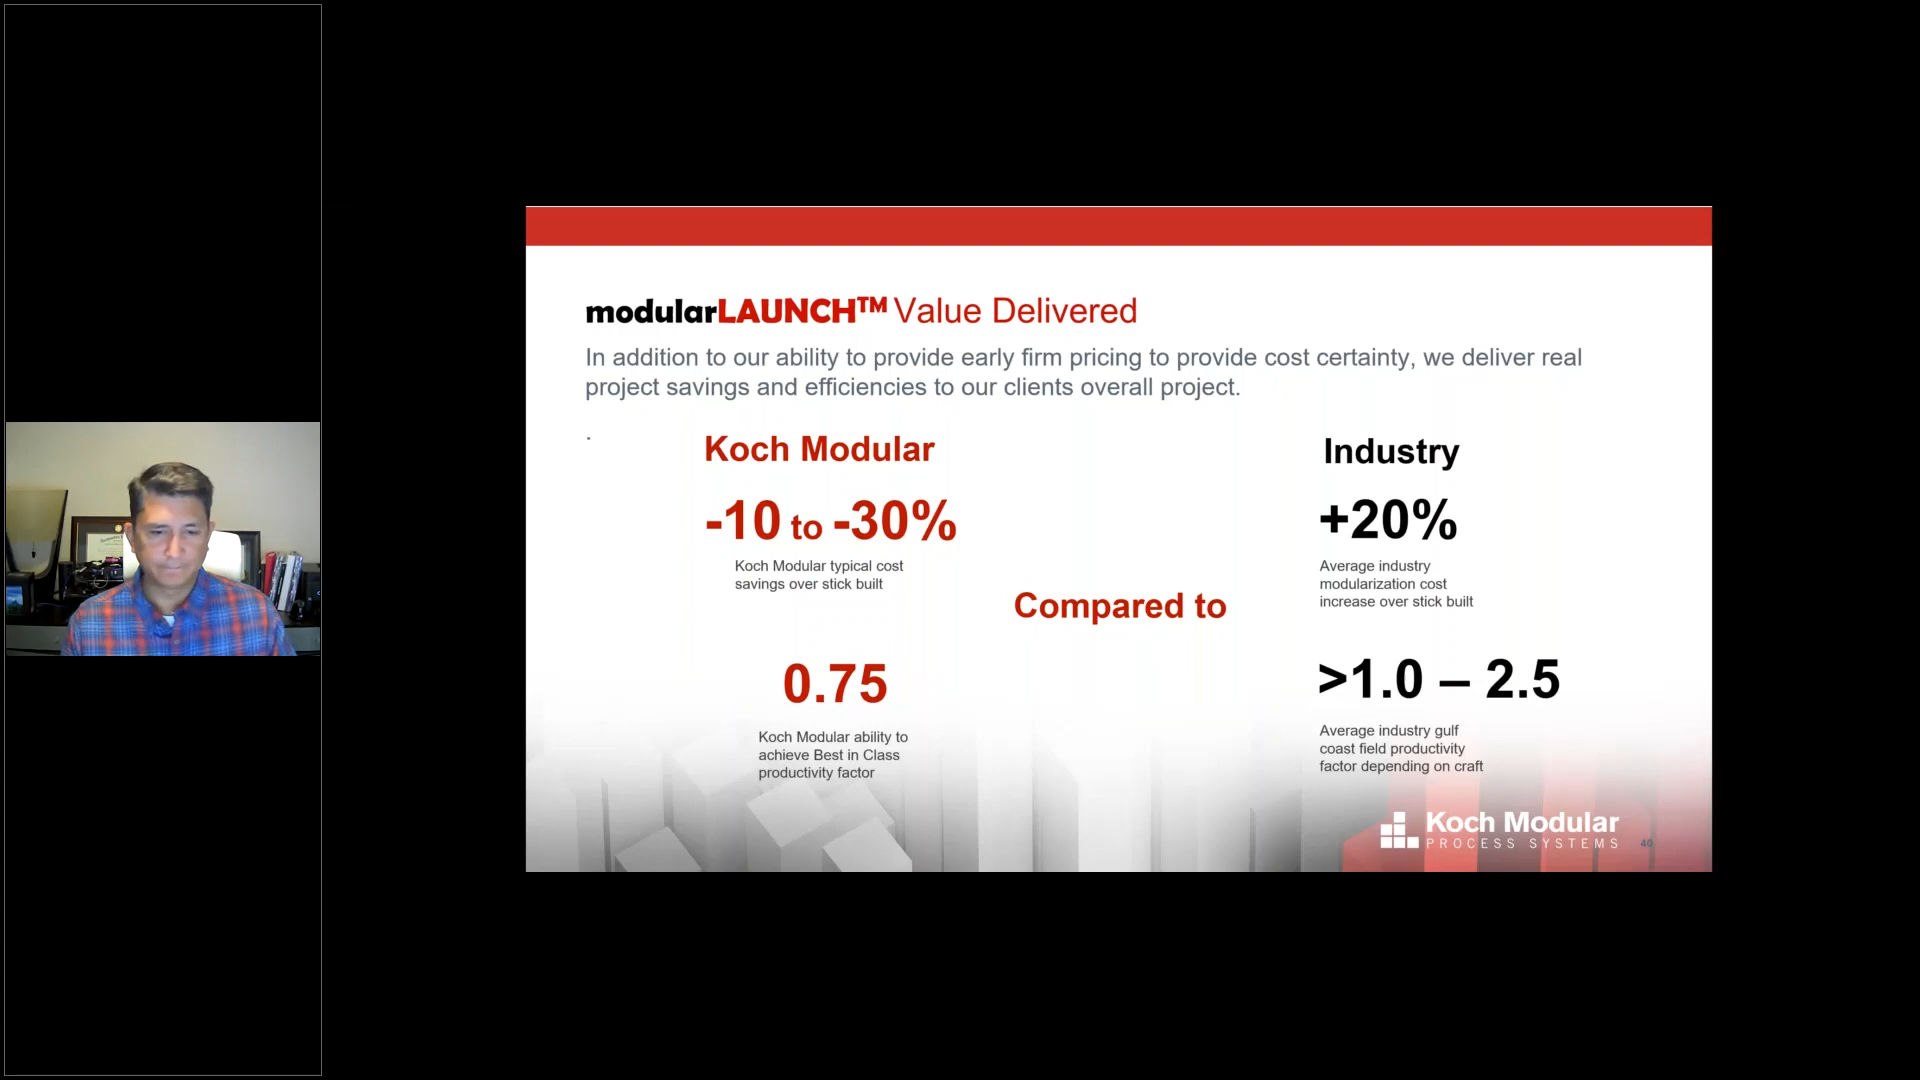 modularLAUNCH™ Value Delivered
In addition to our ability to provide early firm pricing to provide cost certainty, we deliver real
project savings and efficiencies to our clients overall project.
.
Koch Modular
-10 to -30%
Koch Modular typical cost
savings over stick built
0.75
Koch Modular ability to
achieve Best in Class
productivity factor
Compared to
Industry
+20%
Average industry
modularization cost
increase over stick built
>1.0 – 2.5
Average industry gulf
coast field productivity
factor depending on craft
Koch Modular
PROCESS SYSTEMS
40